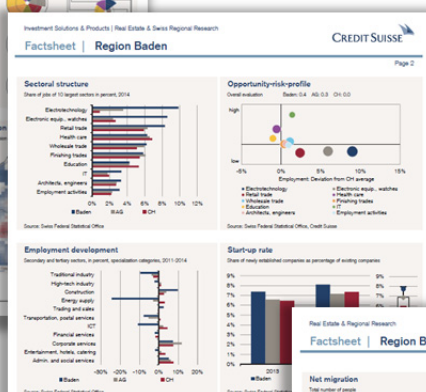 Investment Solutions & Products | Real Estate & Swiss Regional Research
Factsheet | Region Baden
CREDIT SUISSE
Page 2
Sectoral structure
Share of jobs of 10 largest sectors in percent, 2014
Electrotechnology
Electronic equip., watches
Retail trade
Health care
Wholesale trade
Finishing trades
Education
IT
Architects, engineers
Employment activities
0% 2% 4% 6% 8% 10% 12%
Baden AG CH
Source: Swiss Federal Statistical Office
Opportunity-risk-profile
Overall evaluation Baden: 0.4 AG: 0.3 CH: 0.0
high
low
-5% 0% 5% 10% 15%
Employment: Deviation from CH average
Electrotechnology Electronic equip., watches
Retail trade Health care
Wholesale trade Finishing trades
Education IT
Architects, engineers Employment activities
Source: Swiss Federal Statistical Office, Credit Suisse
Employment development
Secondary and tertiary sectors, in percent, specialisation categories, 2011-2014
Traditional industry
High-tech industry
Construction
Energy supply
Trading and sales
Transportation, postal services
ICT
Financial services
Corporate services
Entertainment, hotels, catering
Admin. and social services
-30% -20% -10% 0% 10% 20%
Baden AG CH
Start-up rate
Share of newly established companies as percentage of existing companies
9%
8%
7%
6%
5%
4%
3%
2%
1%
0%
2013
Baden
9%
8%
7%
Real Estate & Regional Research
Factsheet | Region B
Net migration
Total number of people